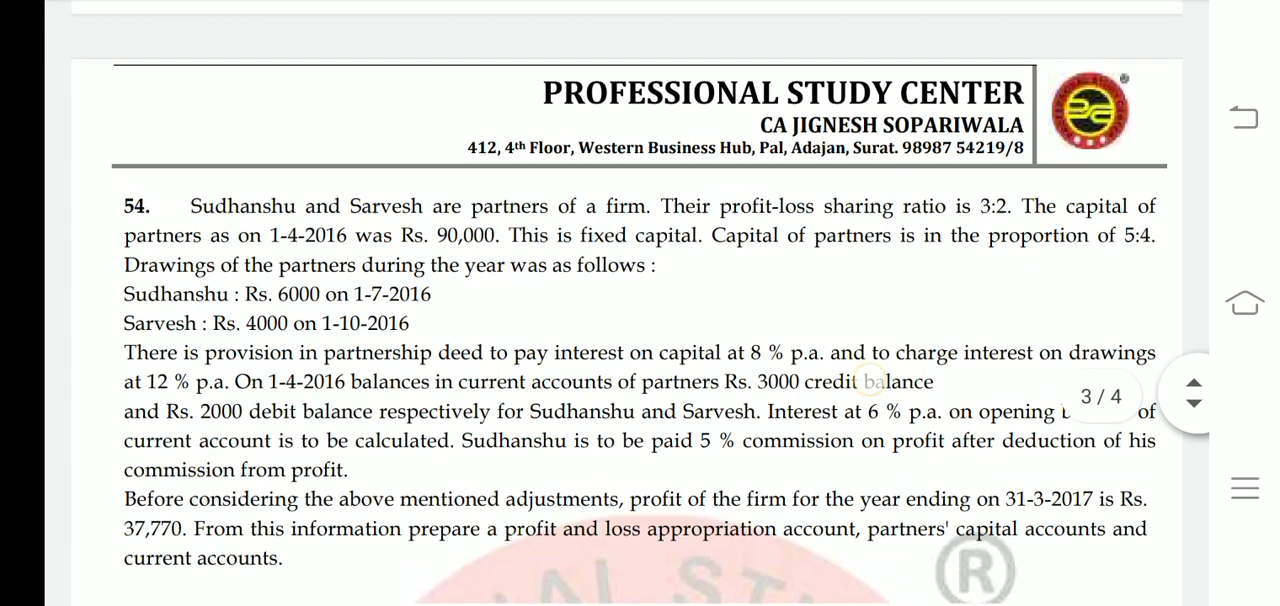 PROFESSIONAL STUDY CENTER
CA JIGNESH SOPARIWALA
412, 4th Floor, Western Business Hub, Pal, Adajan, Surat. 98987 54219/8
54. Sudhanshu and Sarvesh are partners of a firm. Their profit-loss sharing ratio is 3:2. The capital of
partners as on 1-4-2016 was Rs. 90,000. This is fixed capital. Capital of partners is in the proportion of 5:4.
Drawings of the partners during the year was as follows :
Sudhanshu : Rs. 6000 on 1-7-2016
Sarvesh : Rs. 4000 on 1-10-2016
There is provision in partnership deed to pay interest on capital at 8 % p.a. and to charge interest on drawings
at 12 % p.a. On 1-4-2016 balances in current accounts of partners Rs. 3000 credit balance
3 / 4
and Rs. 2000 debit balance respectively for Sudhanshu and Sarvesh. Interest at 6 % p.a. on opening of
current account is to be calculated. Sudhanshu is to be paid 5 % commission on profit after deduction of his
commission from profit.
Before considering the above mentioned adjustments, profit of the firm for the year ending on 31-3-2017 is Rs.
37,770. From this information prepare a profit and loss appropriation account, partners' capital accounts and
current accounts.
®